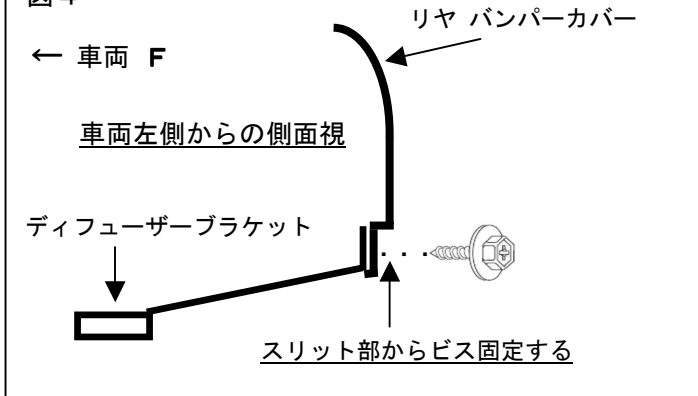 図4
リヤ バンパーカバー
← 車両 F
車両左側からの側面視
ディフューザーブラケット
スリット部からビス固定する